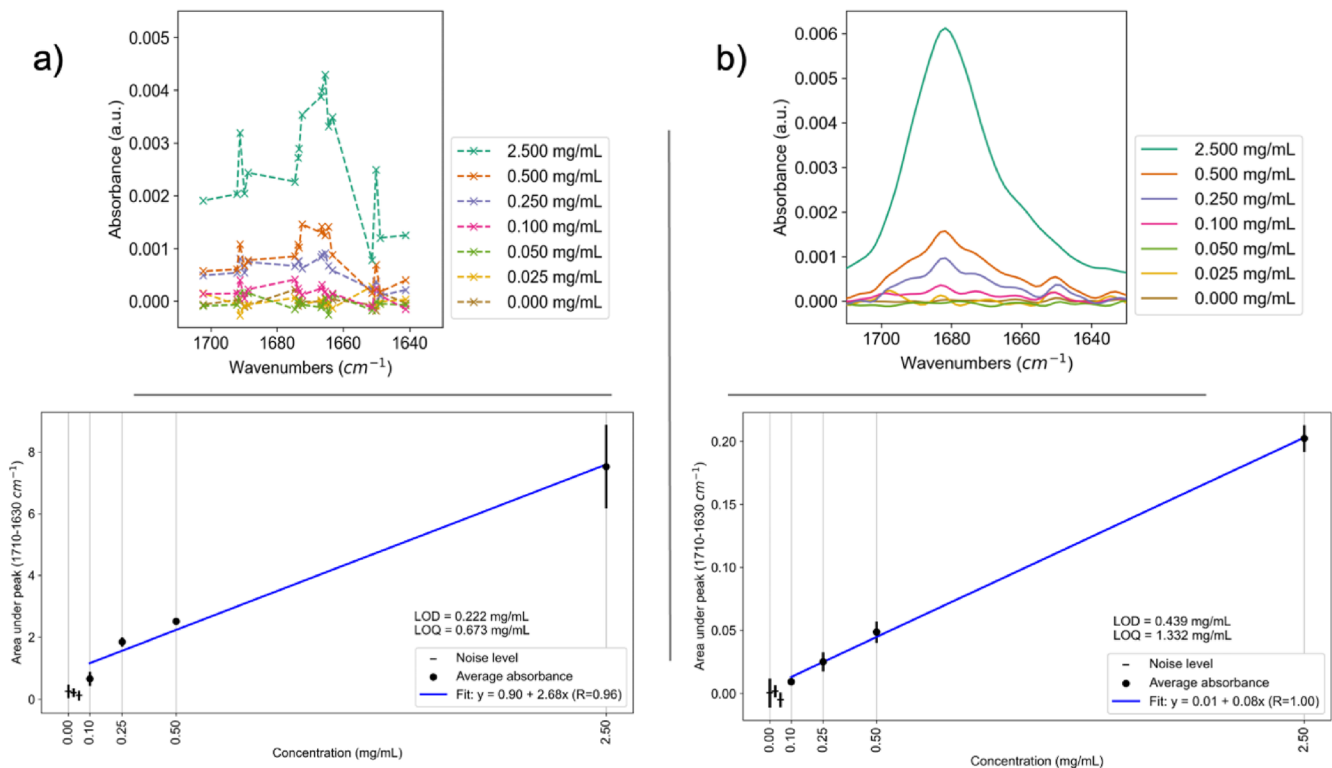 a)
0.005
0.004
0.003
0.002
0.001
0.000
Absorbance (a.u.)
1700 1680 1660 1640
Wavenumbers (cm⁻¹)
2.500 mg/mL
0.500 mg/mL
0.250 mg/mL
0.100 mg/mL
0.050 mg/mL
0.025 mg/mL
0.000 mg/mL
8
6
4
2
0
Area under peak (1710-1630 cm⁻¹)
LOD = 0.222 mg/mL
LOQ = 0.673 mg/mL
Noise level
Average absorbance
Fit: y = 0.90 + 2.68x (R=0.96)
0.00 0.10 0.25 0.50 2.50
Concentration (mg/mL)
b)
0.006
0.005
0.004
0.003
0.002
0.001
0.000
Absorbance (a.u.)
1700 1680 1660 1640
Wavenumbers (cm⁻¹)
2.500 mg/mL
0.500 mg/mL
0.250 mg/mL
0.100 mg/mL
0.050 mg/mL
0.025 mg/mL
0.000 mg/mL
0.20
0.15
0.10
0.05
0.00
Area under peak (1710-1630 cm⁻¹)
LOD = 0.439 mg/mL
LOQ = 1.332 mg/mL
Noise level
Average absorbance
Fit: y = 0.01 + 0.08x (R=1.00)
0.00 0.10 0.25 0.50 2.50
Concentration (mg/mL)